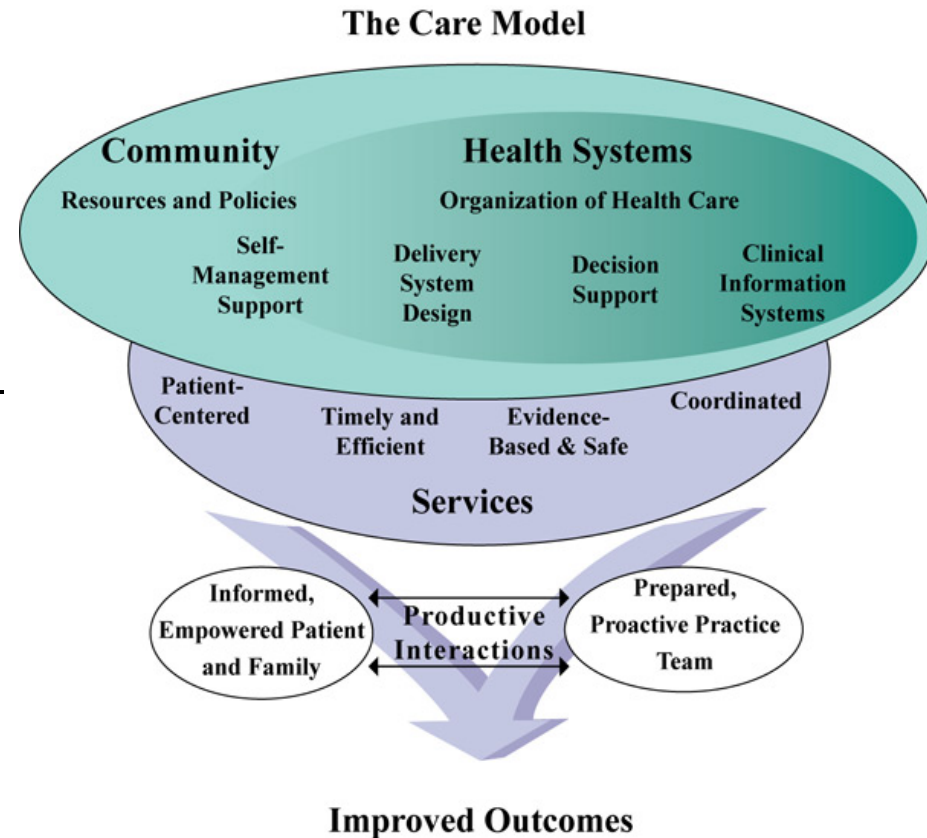 The Care Model
Community
Health Systems
Resources and Policies
Organization of Health Care
Self-
Management
Support
Delivery
System
Design
Decision
Support
Clinical
Information
Systems
Patient-
Centered
Timely and
Efficient
Evidence-
Based & Safe
Coordinated
Services
Informed,
Empowered Patient
and Family
Productive
Interactions
Prepared,
Proactive Practice
Team
Improved Outcomes